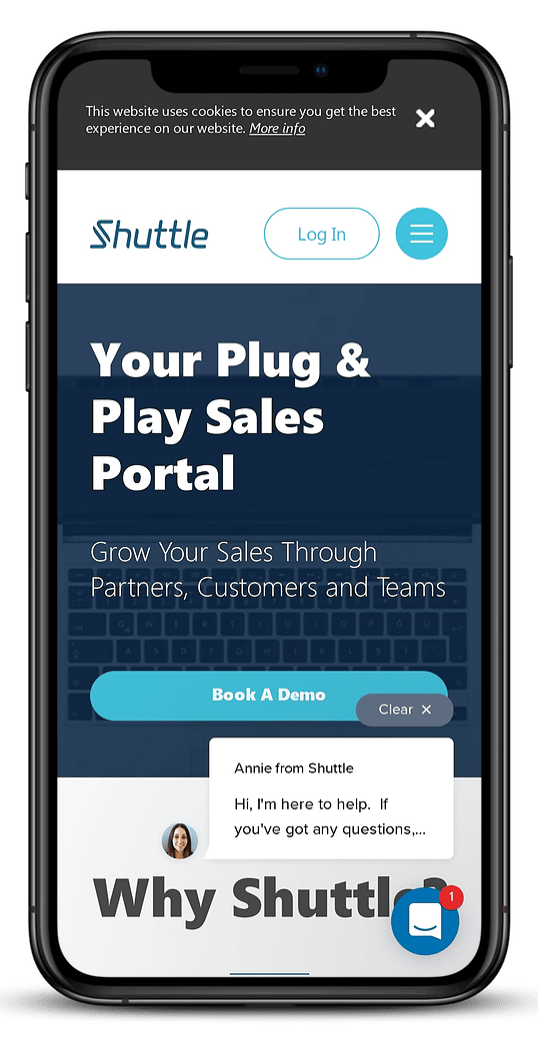 This website uses cookies to ensure you get the best
experience on our website. More info
Shuttle
Log In
Your Plug &
Play Sales
Portal
Grow Your Sales Through
Partners, Customers and Teams
Book A Demo
Clear
Annie from Shuttle
Hi, I'm here to help. If
you've got any questions,...
Why Shuttle?
1